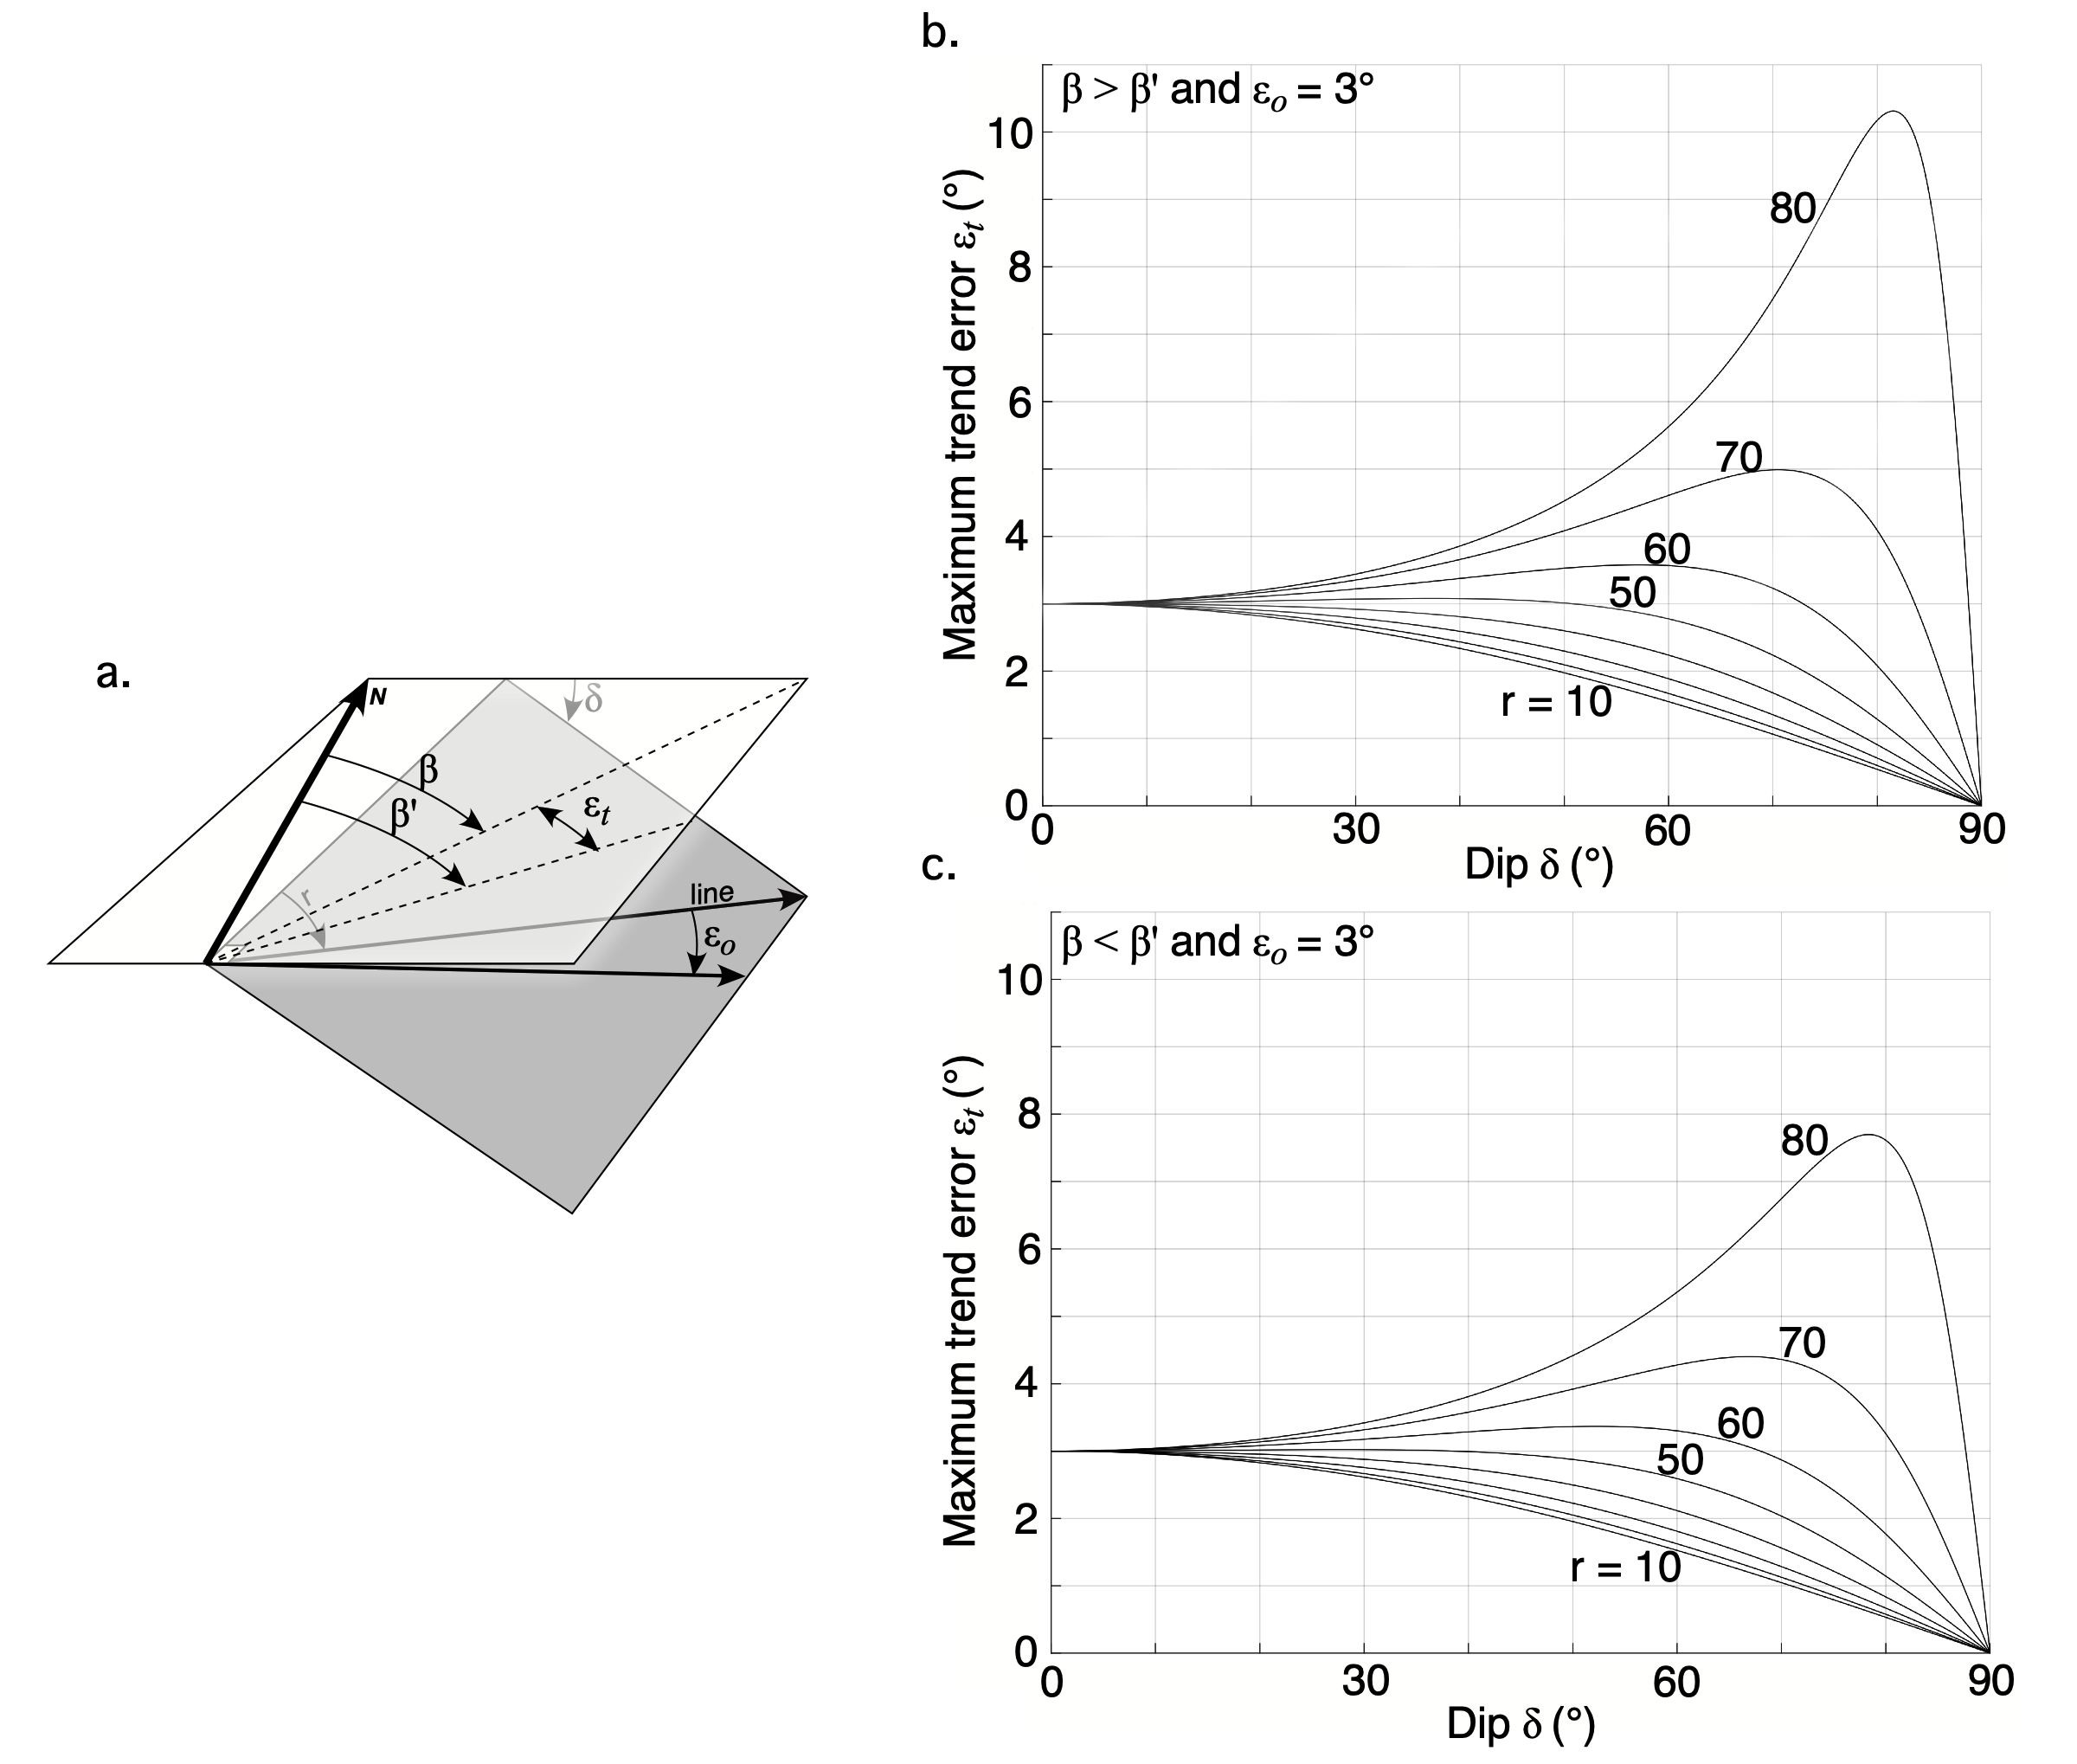 a.
N
δ
β
β'
εt
r
line
εo
b.
β > β' and εo = 3°
Maximum trend error εt (°)
10
8
6
4
2
0
80
70
60
50
r = 10
0 30 60 90
Dip δ (°)
c.
β < β' and εo = 3°
Maximum trend error εt (°)
10
8
6
4
2
0
80
70
60
50
r = 10
0 30 60 90
Dip δ (°)